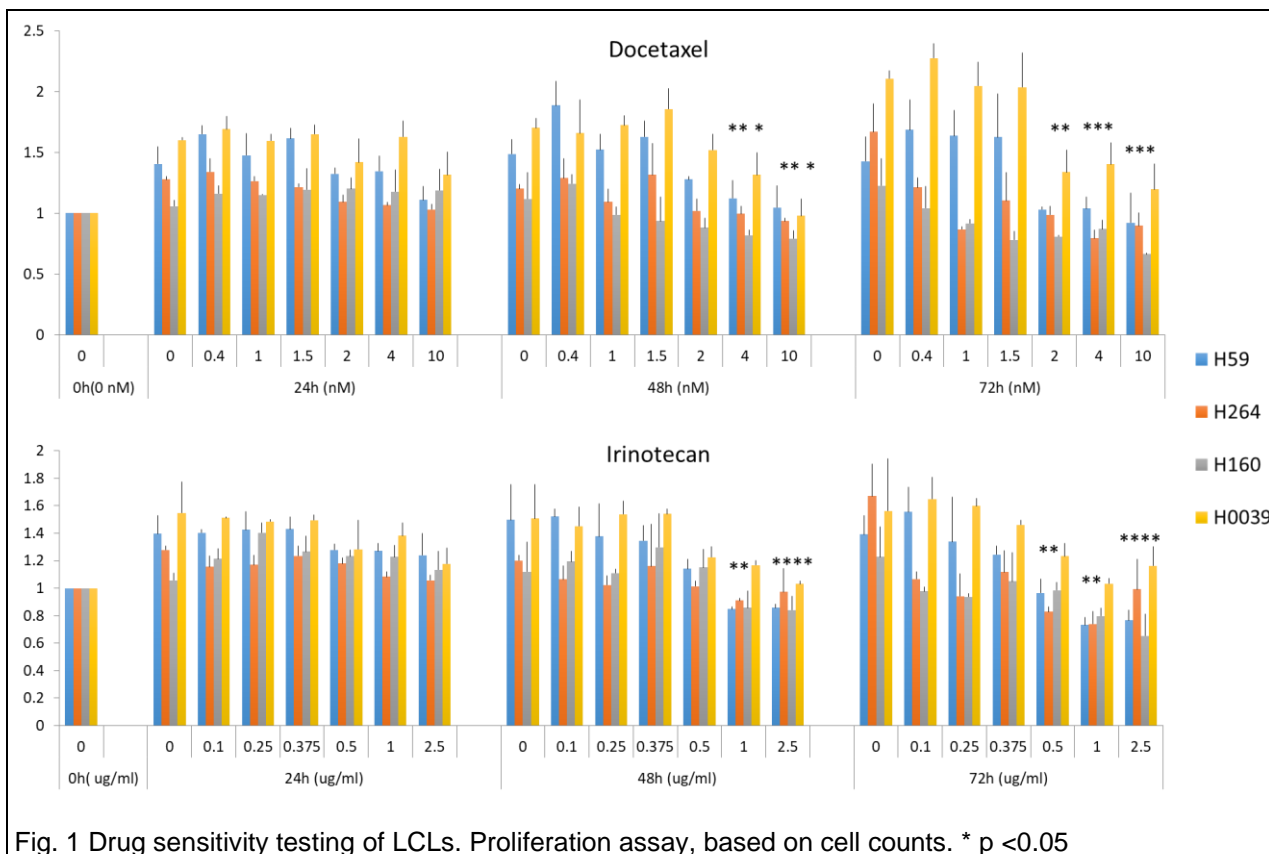 Docetaxel
2.5
2
1.5
1
0.5
0
** *
** *
**
***
***
0 0 0.4 1 1.5 2 4 10 0 0.4 1 1.5 2 4 10 0 0.4 1 1.5 2 4 10
0h(0 nM) 24h (nM) 48h (nM) 72h (nM)
H59
H264
H160
H0039
Irinotecan
2
1.8
1.6
1.4
1.2
1
0.8
0.6
0.4
0.2
0
**
****
**
**
****
0 0 0.1 0.25 0.375 0.5 1 2.5 0 0.1 0.25 0.375 0.5 1 2.5 0 0.1 0.25 0.375 0.5 1 2.5
0h( ug/ml) 24h (ug/ml) 48h (ug/ml) 72h (ug/ml)
Fig. 1 Drug sensitivity testing of LCLs. Proliferation assay, based on cell counts. * p <0.05